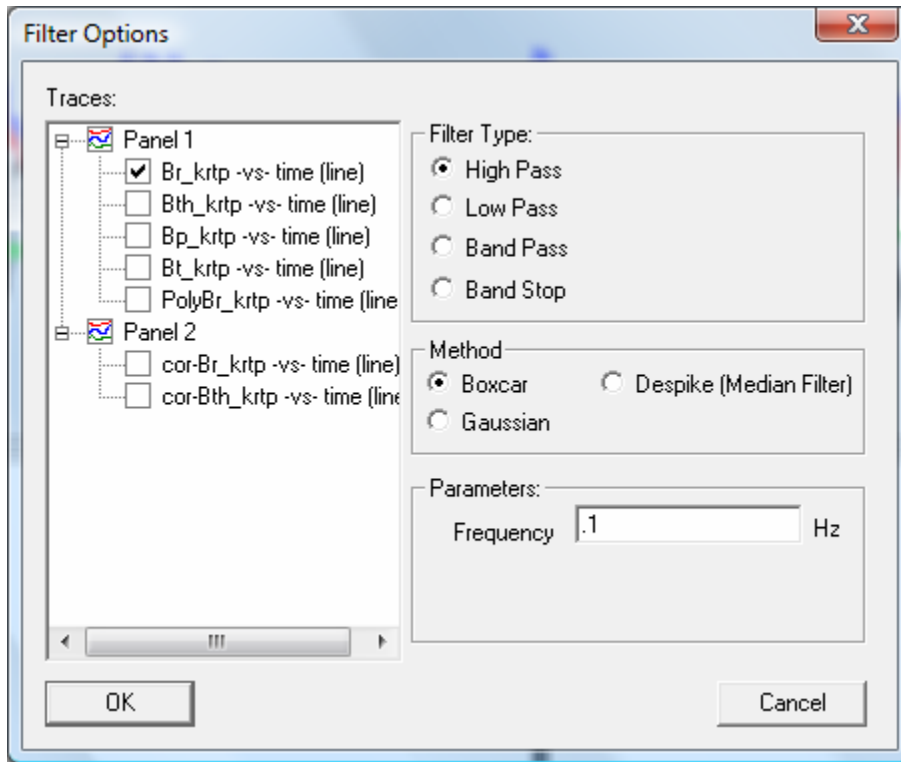 Filter Options
Traces:
Panel 1
Br_krtp -vs- time (line)
Bth_krtp -vs- time (line)
Bp_krtp -vs- time (line)
Bt_krtp -vs- time (line)
PolyBr_krtp -vs- time (line
Panel 2
cor-Br_krtp -vs- time (line)
cor-Bth_krtp -vs- time (line
Filter Type:
High Pass
Low Pass
Band Pass
Band Stop
Method
Boxcar Despike (Median Filter)
Gaussian
Parameters:
Frequency .1 Hz
OK Cancel